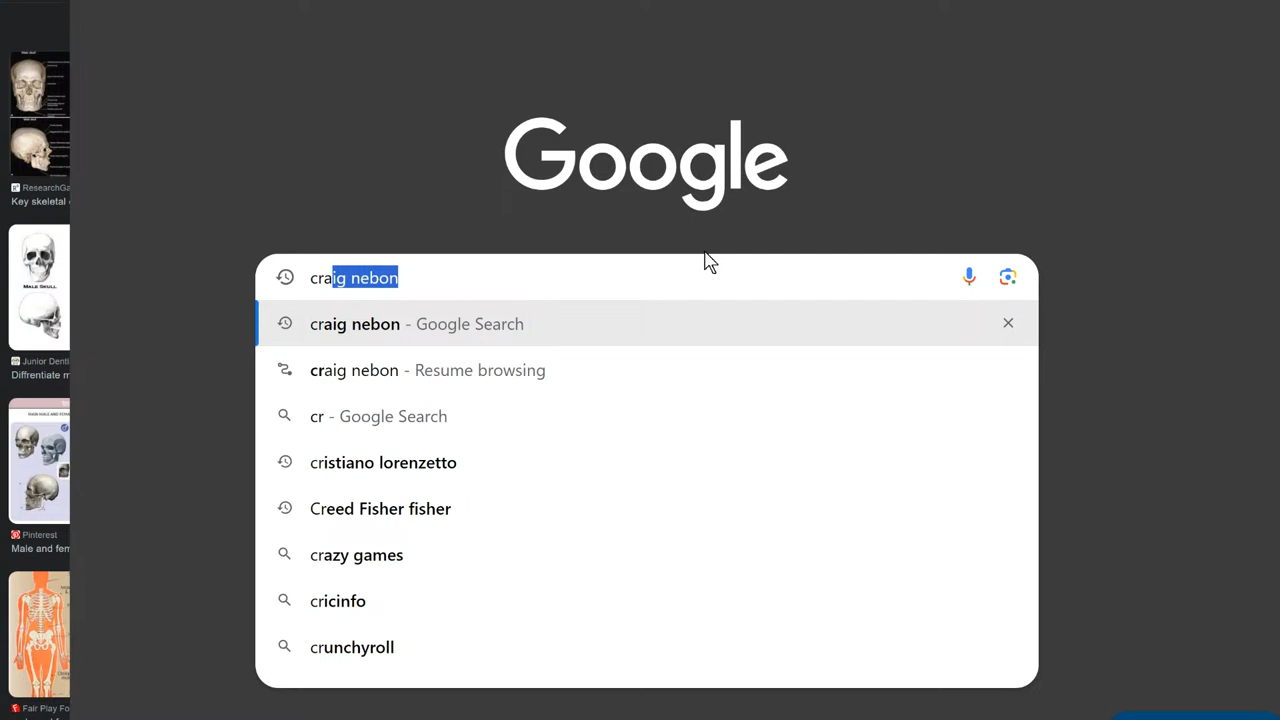 Google
craig nebon
craig nebon - Google Search
craig nebon - Resume browsing
cr - Google Search
cristiano lorenzetto
Creed Fisher fisher
crazy games
cricinfo
crunchyroll
ResearchGa
Key skeletal
MALE SKULL
Junior Denti
Diffrentiate m
Pinterest
Male and fem
Fair Play Fo